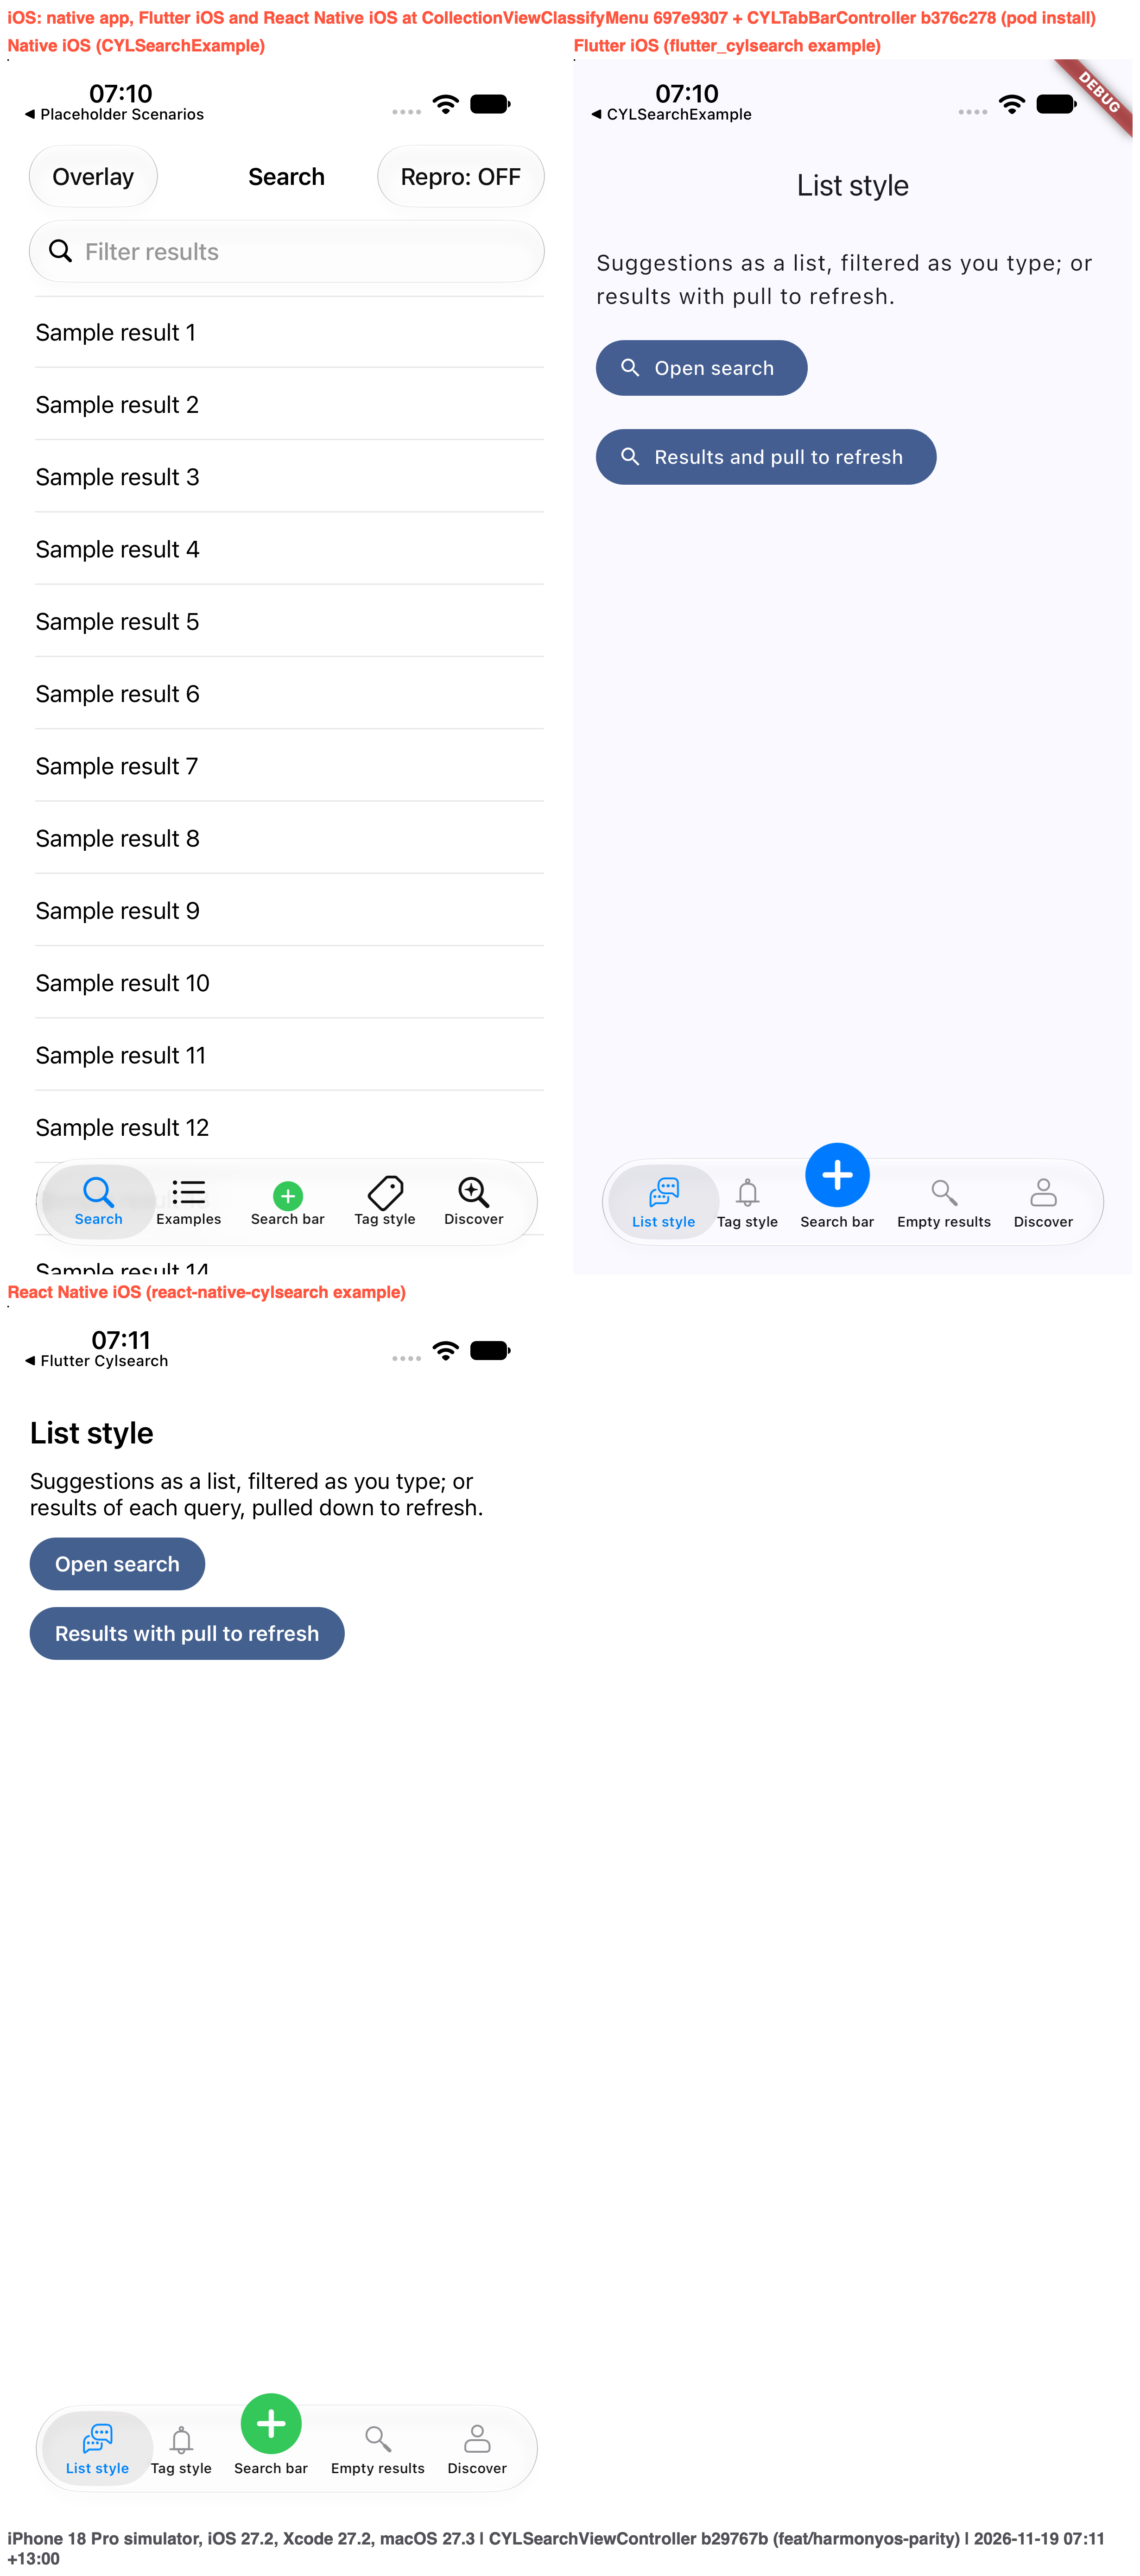 iOS: native app, Flutter iOS and React Native iOS at CollectionViewClassifyMenu 697e9307 + CYLTabBarController b376c278 (pod install)
Native iOS (CYLSearchExample)
07:10
◀ Placeholder Scenarios
Overlay
Search
Repro: OFF
Filter results
Sample result 1
Sample result 2
Sample result 3
Sample result 4
Sample result 5
Sample result 6
Sample result 7
Sample result 8
Sample result 9
Sample result 10
Sample result 11
Sample result 12
Search
Examples
Search bar
Tag style
Discover
Sample result 14
Flutter iOS (flutter_cylsearch example)
07:10
◀ CYLSearchExample
DEBUG
List style
Suggestions as a list, filtered as you type; or
results with pull to refresh.
Open search
Results and pull to refresh
List style
Tag style
Search bar
Empty results
Discover
React Native iOS (react-native-cylsearch example)
07:11
◀ Flutter Cylsearch
List style
Suggestions as a list, filtered as you type; or
results of each query, pulled down to refresh.
Open search
Results with pull to refresh
List style
Tag style
Search bar
Empty results
Discover
iPhone 18 Pro simulator, iOS 27.2, Xcode 27.2, macOS 27.3 | CYLSearchViewController b29767b (feat/harmonyos-parity) | 2026-11-19 07:11
+13:00